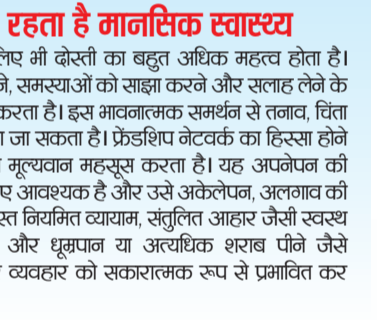 रहता है मानसिक स्वास्थ्य
लिए भी दोस्ती का बहुत अधिक महत्व होता है।
समस्याओं को साझा करने और सलाह लेने के
करता है। इस भावनात्मक समर्थन से तनाव, चिंता
जा सकता है। फ्रेंडशिप नेटवर्क का हिस्सा होने
मूल्यवान महसूस करता है। यह अपनेपन की
आवश्यक है और उसे अकेलेपन, अलगाव की
नियमित व्यायाम, संतुलित आहार जैसी स्वस्थ
और धूम्रपान या अत्यधिक शराब पीने जैसे
व्यवहार को सकारात्मक रूप से प्रभावित कर